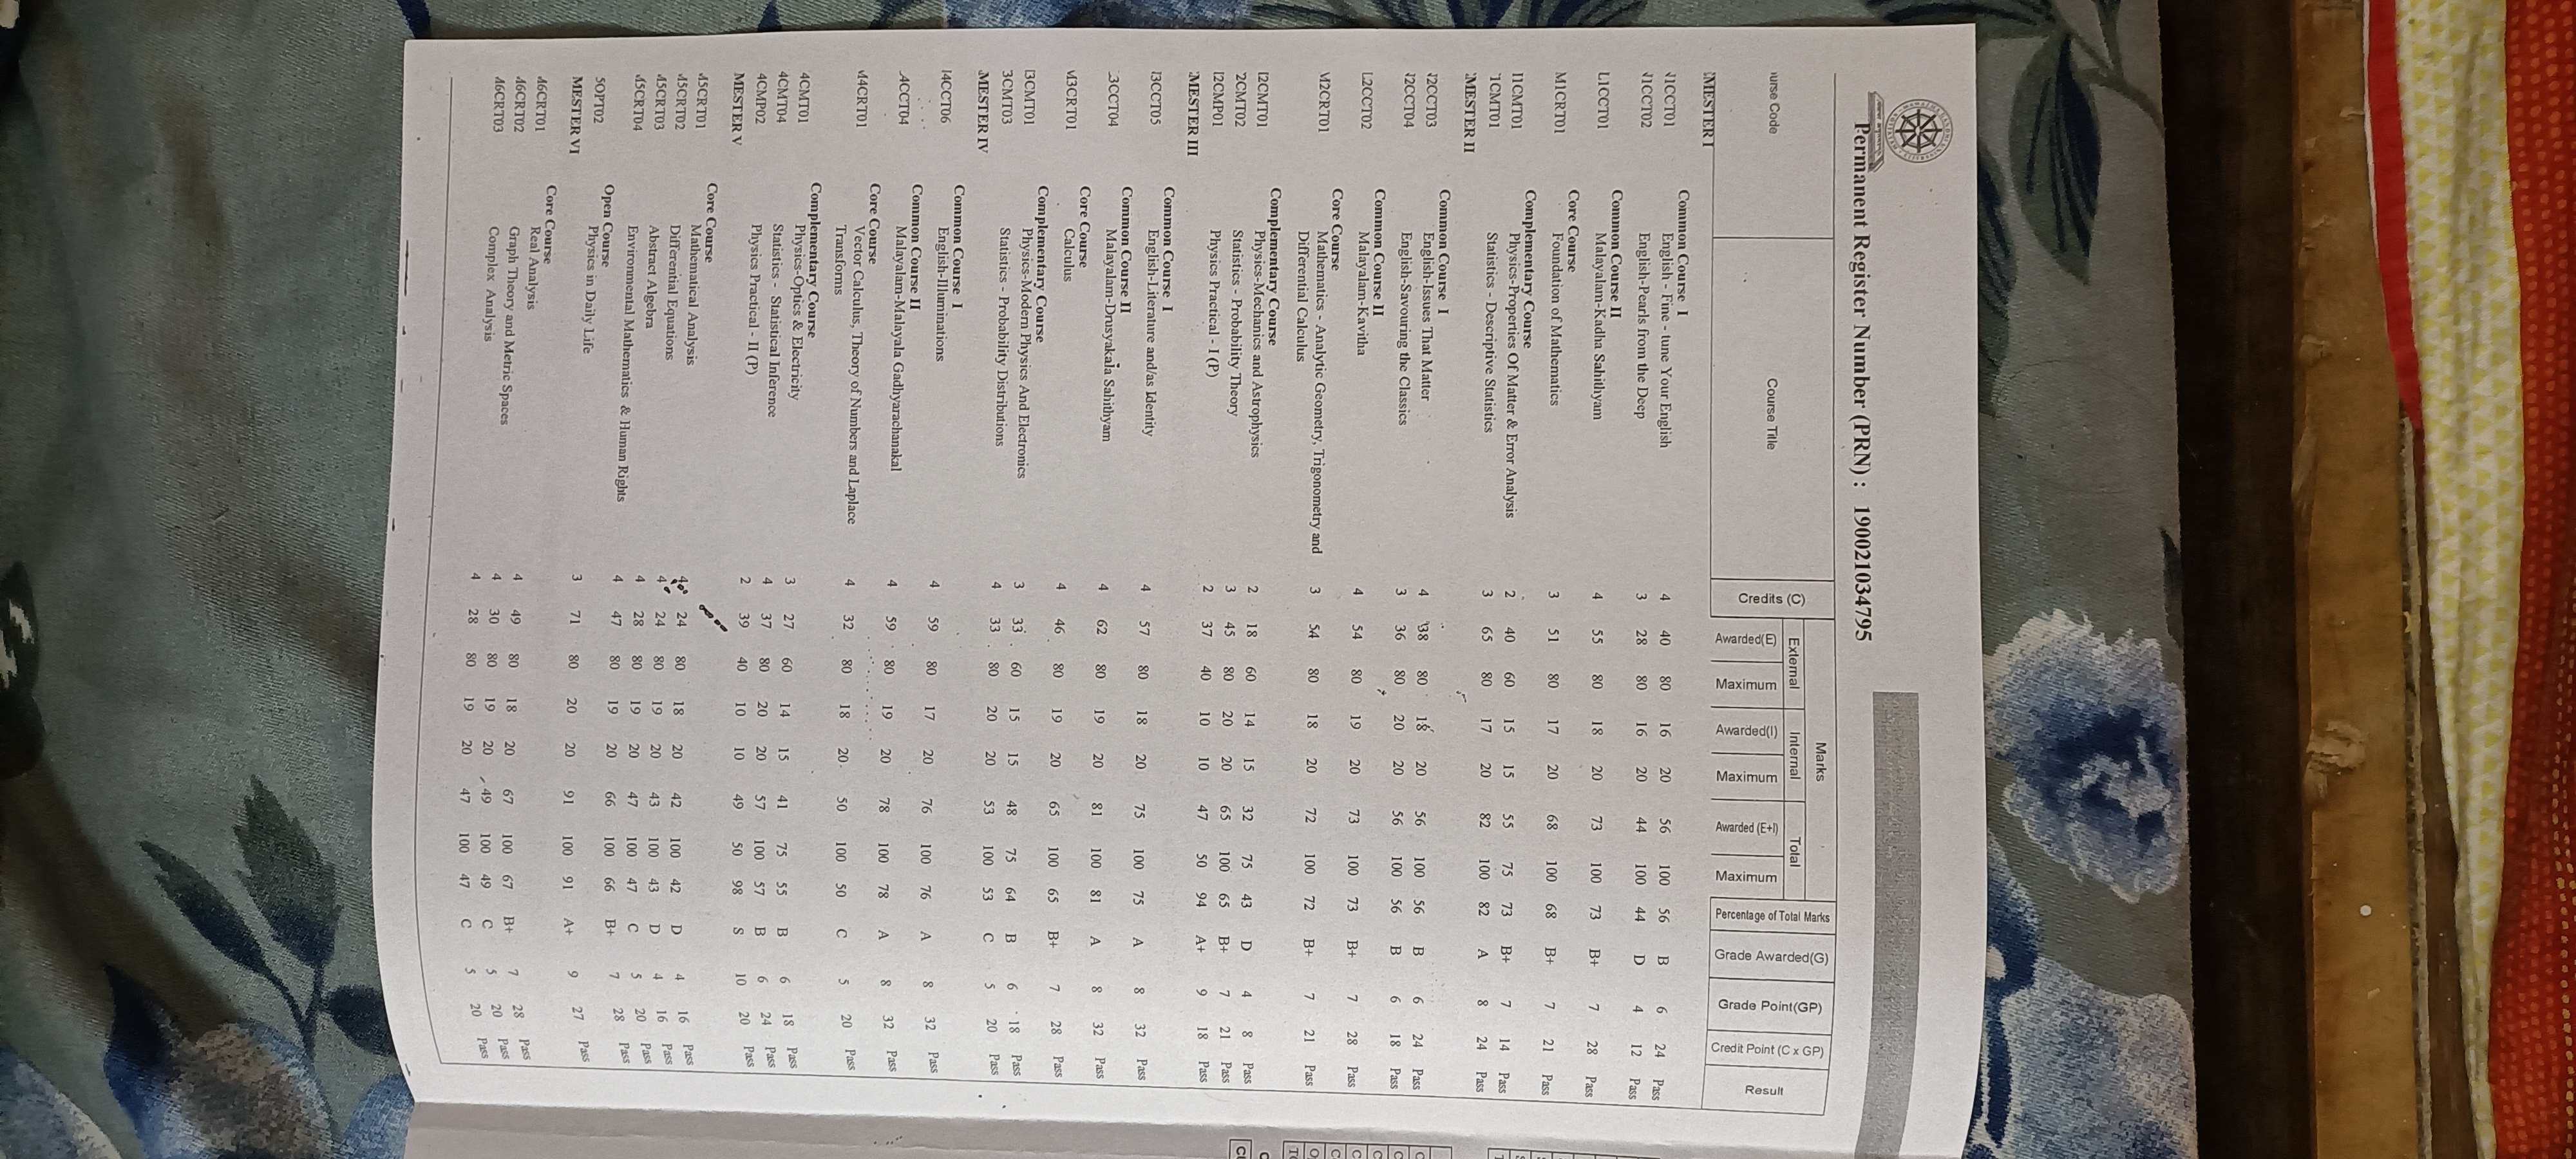 MAHATMA GANDHI UNIVERSITY
KOTTAYAM
Permanent Register Number (PRN) : 190021034795
urse Code Course Title Credits (C) Marks Percentage of Total Marks Grade Awarded(G) Grade Point(GP) Credit Point (C x GP) Result
External Internal Total
Awarded(E) Maximum Awarded(I) Maximum Awarded (E+I) Maximum
MESTER I
Common Course I
N1CCT01 English - Fine - tune Your English 4 40 80 16 20 56 100 56 B 6 24 Pass
N1CCT02 English-Pearls from the Deep 3 28 80 16 20 44 100 44 D 4 12 Pass
Common Course II
L1CCT01 Malayalam-Kadha Sahithyam 4 55 80 18 20 73 100 73 B+ 7 28 Pass
Core Course
M1CRT01 Foundation of Mathematics 3 51 80 17 20 68 100 68 B+ 7 21 Pass
Complementary Course
1CMT01 Physics-Properties Of Matter & Error Analysis 2 40 60 15 15 55 75 73 B+ 7 14 Pass
1CMT01 Statistics - Descriptive Statistics 3 65 80 17 20 82 100 82 A 8 24 Pass
MESTER II
Common Course I
N2CCT03 English-Issues That Matter 4 38 80 18 20 56 100 56 B 6 24 Pass
N2CCT04 English-Savouring the Classics 3 36 80 20 20 56 100 56 B 6 18 Pass
Common Course II
L2CCT02 Malayalam-Kavitha 4 54 80 19 20 73 100 73 B+ 7 28 Pass
Core Course
M2CRT01 Mathematics - Analytic Geometry, Trigonometry and 3 54 80 18 20 72 100 72 B+ 7 21 Pass
Differential Calculus
Complementary Course
2CMT01 Physics-Mechanics and Astrophysics 2 18 60 14 15 32 75 43 D 4 8 Pass
2CMT02 Statistics - Probability Theory 3 45 80 20 20 65 100 65 B+ 7 21 Pass
2CMP01 Physics Practical - I (P) 2 37 40 10 10 47 50 94 A+ 9 18 Pass
MESTER III
Common Course I
3CCT05 English-Literature and/as Identity 4 57 80 18 20 75 100 75 A 8 32 Pass
Common Course II
3CCT04 Malayalam-Drusyakala Sahithyam 4 62 80 19 20 81 100 81 A 8 32 Pass
Core Course
M3CRT01 Calculus 4 46 80 19 20 65 100 65 B+ 7 28 Pass
Complementary Course
3CMT01 Physics-Modern Physics And Electronics 3 33 60 15 15 48 75 64 B 6 18 Pass
3CMT03 Statistics - Probability Distributions 4 33 80 20 20 53 100 53 C 5 20 Pass
MESTER IV
Common Course I
4CCT06 English-Illuminations 4 59 80 17 20 76 100 76 A 8 32 Pass
Common Course II
4CCT04 Malayalam-Malayala Gadhyarachanakal 4 59 80 19 20 78 100 78 A 8 32 Pass
Core Course
M4CRT01 Vector Calculus, Theory of Numbers and Laplace 4 32 80 18 20 50 100 50 C 5 20 Pass
Transforms
Complementary Course
4CMT01 Physics-Optics & Electricity 3 27 60 14 15 41 75 55 B 6 18 Pass
4CMT04 Statistics - Statistical Inference 4 37 80 20 20 57 100 57 B 6 24 Pass
4CMP02 Physics Practical - II (P) 2 39 40 10 10 49 50 98 S 10 20 Pass
MESTER V
Core Course
M5CRT01 Mathematical Analysis 4 24 80 18 20 42 100 42 D 4 16 Pass
M5CRT02 Differential Equations 4 24 80 19 20 43 100 43 D 4 16 Pass
M5CRT03 Abstract Algebra 4 28 80 19 20 47 100 47 C 5 20 Pass
M5CRT04 Environmental Mathematics & Human Rights 4 47 80 19 20 66 100 66 B+ 7 28 Pass
Open Course
5OPT02 Physics in Daily Life 3 71 80 20 20 91 100 91 A+ 9 27 Pass
MESTER VI
Core Course
M6CRT01 Real Analysis 4 49 80 18 20 67 100 67 B+ 7 28 Pass
M6CRT02 Graph Theory and Metric Spaces 4 30 80 19 20 49 100 49 C 5 20 Pass
M6CRT03 Complex Analysis 4 28 80 19 20 47 100 47 C 5 20 Pass